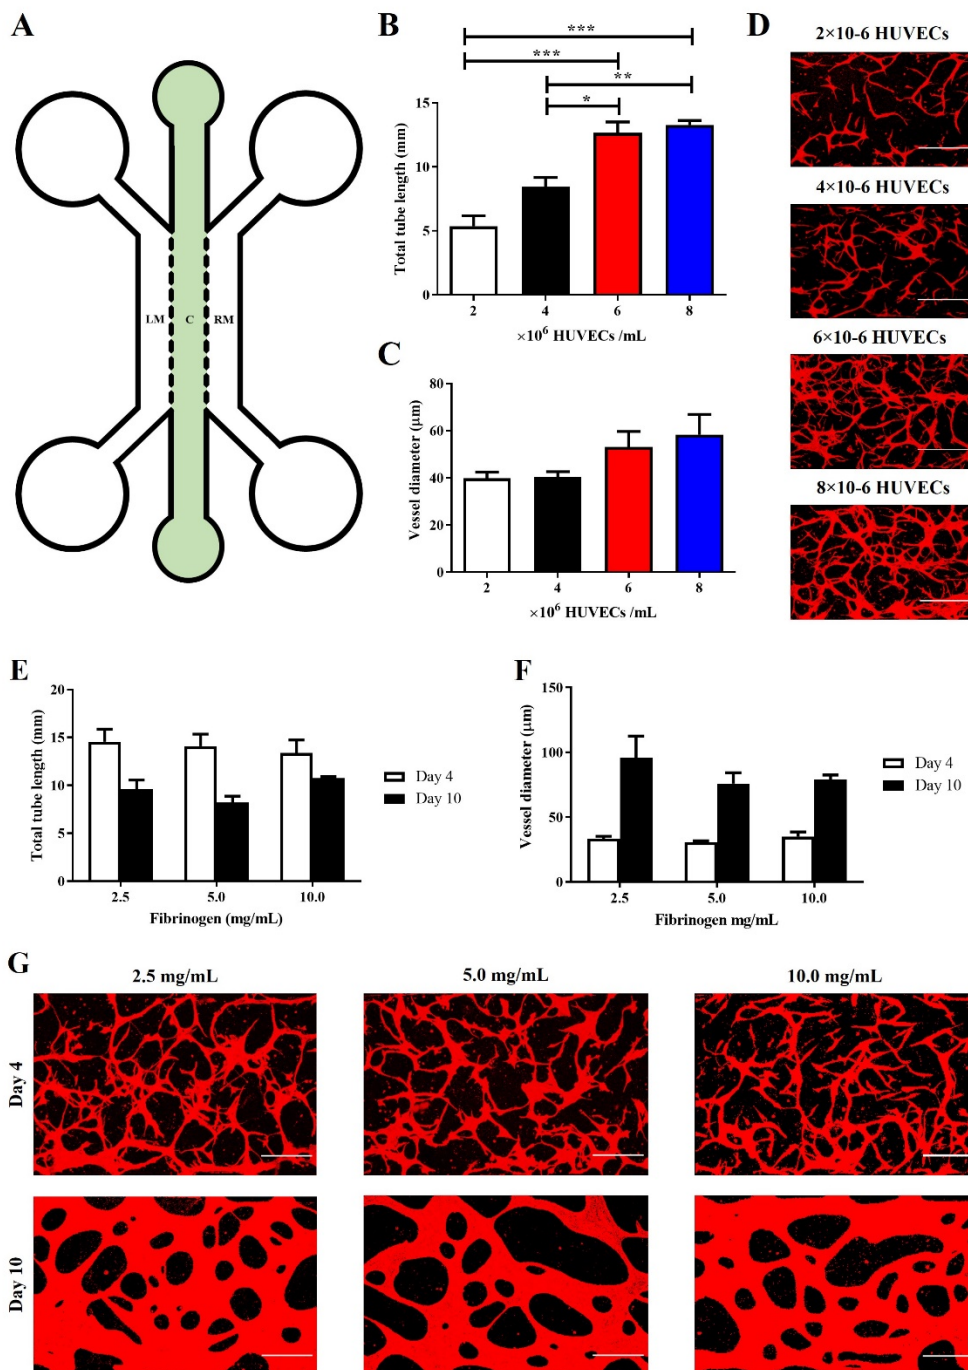 A
LM
C
RM
B
***
***
**
*
Total tube length (mm)
15
10
5
0
2 4 6 8
×10⁶ HUVECs /mL
C
Vessel diameter (μm)
80
60
40
20
0
2 4 6 8
×10⁶ HUVECs /mL
D
2×10-6 HUVECs
4×10-6 HUVECs
6×10-6 HUVECs
8×10-6 HUVECs
E
Total tube length (mm)
20
15
10
5
0
2.5 5.0 10.0
Fibrinogen (mg/mL)
Day 4
Day 10
F
Vessel diameter (μm)
150
100
50
0
2.5 5.0 10.0
Fibrinogen mg/mL
Day 4
Day 10
G
2.5 mg/mL 5.0 mg/mL 10.0 mg/mL
Day 4
Day 10